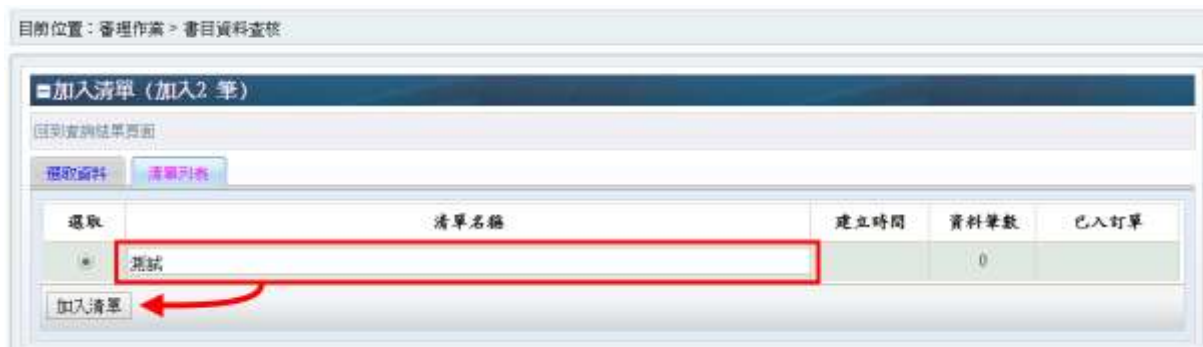 目前位置：審理作業 > 書目資料查核
加入清單（加入2 筆）
回到查詢結果頁面
選取資料 清單列表
選取 清單名稱 建立時間 資料筆數 已入訂單
測試 0
加入清單